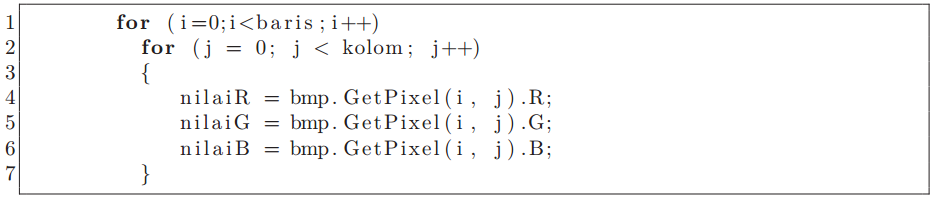 1 for (i=0;i<baris;i++)
2 for (j = 0; j < kolom; j++)
3 {
4 nilaiR = bmp.GetPixel(i, j).R;
5 nilaiG = bmp.GetPixel(i, j).G;
6 nilaiB = bmp.GetPixel(i, j).B;
7 }